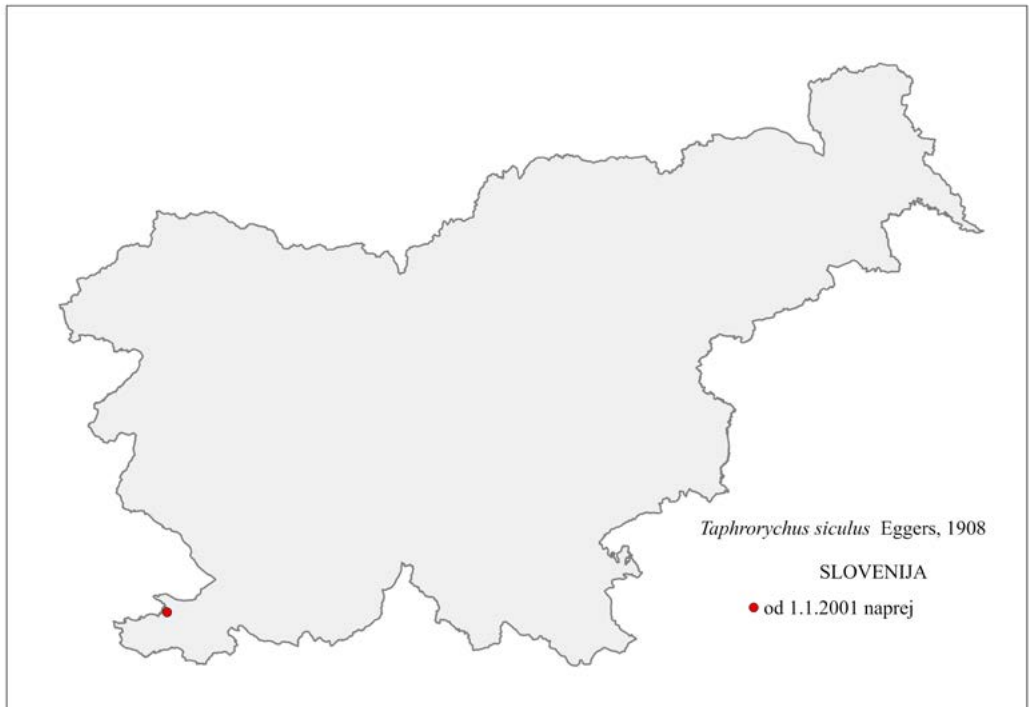 Taphrorychus siculus Eggers, 1908
SLOVENIJA
od 1.1.2001 naprej